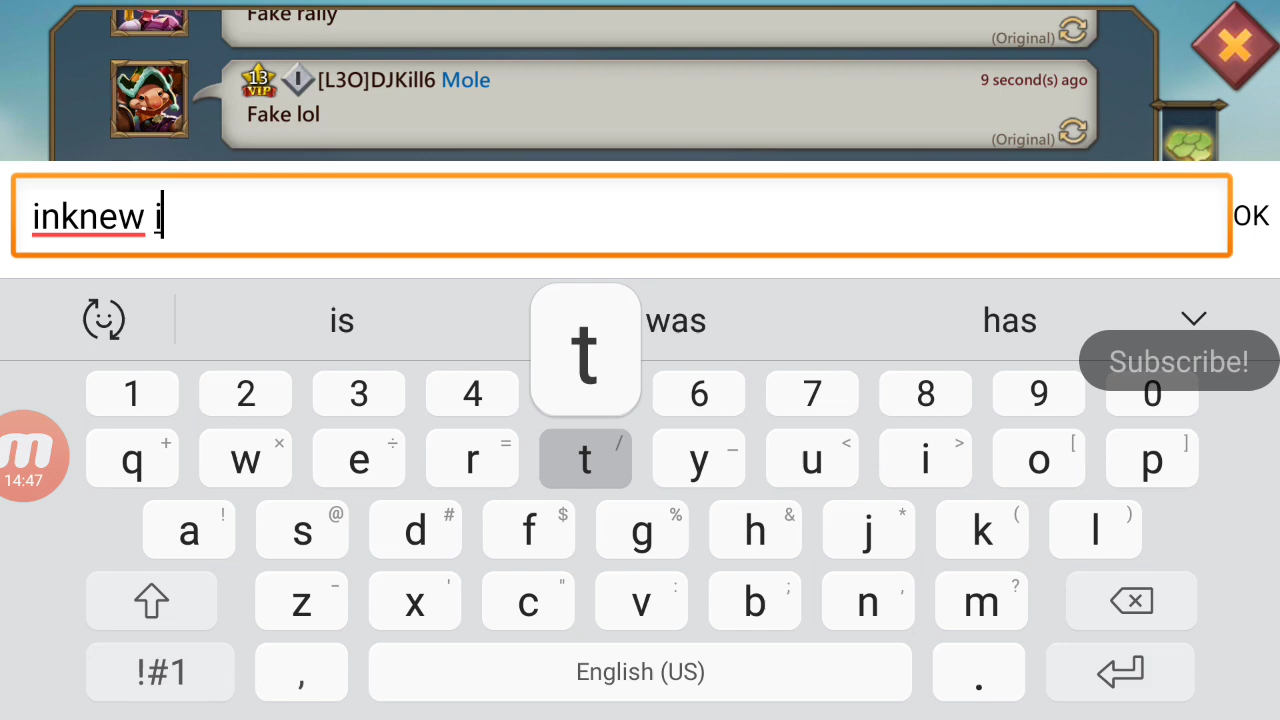 Fake rally
(Original)
13 VIP [L3O]DJKill6 Mole 9 second(s) ago
Fake lol
(Original)
inknew i OK
is t was has
Subscribe!
1 2 3 4 6 7 8 9 0
q + w × e ÷ r = t / y _ u < i > o [ p ]
14:47
a ! s @ d # f $ g % h & j * k ( l )
z - x ' c " v : b ; n , m ?
!#1 , English (US) .